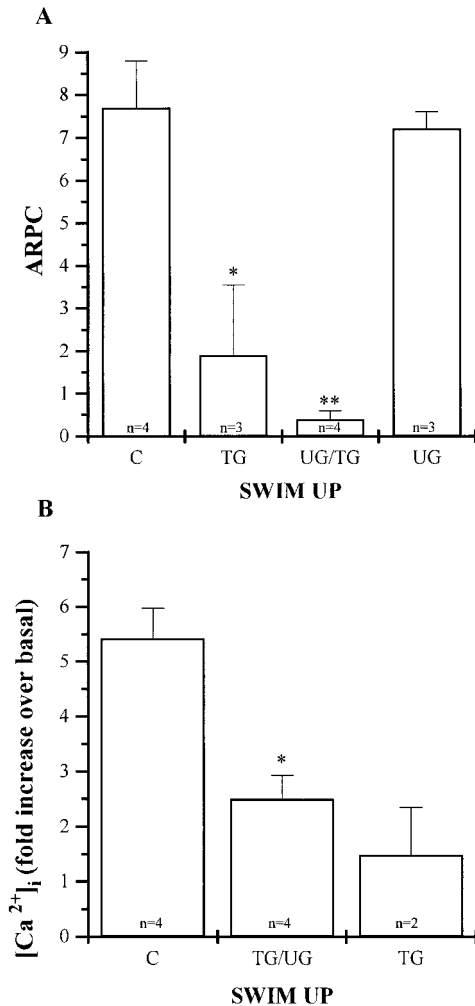 A
ARPC
9
8
7
6
5
4
3
2
1
0
*
**
n=4
n=3
n=4
n=3
C
TG
UG/TG
UG
SWIM UP
B
[Ca 2+]i (fold increase over basal)
7
6
5
4
3
2
1
0
*
n=4
n=4
n=2
C
TG/UG
TG
SWIM UP